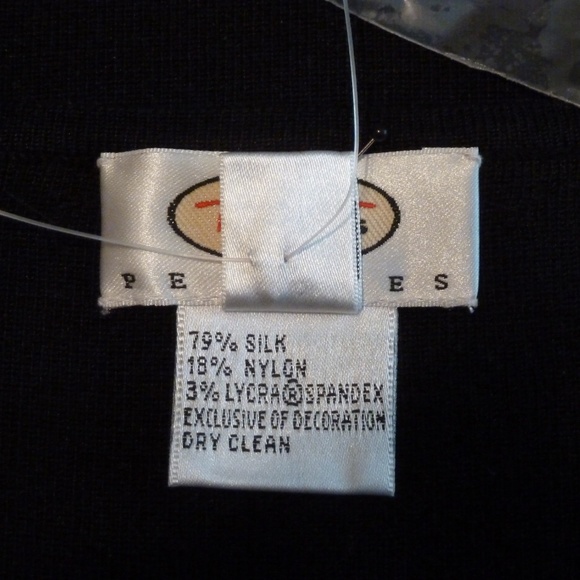 P E E S
79% SILK
18% NYLON
3% LYCRA®SPANDEX
EXCLUSIVE OF DECORATION
DRY CLEAN